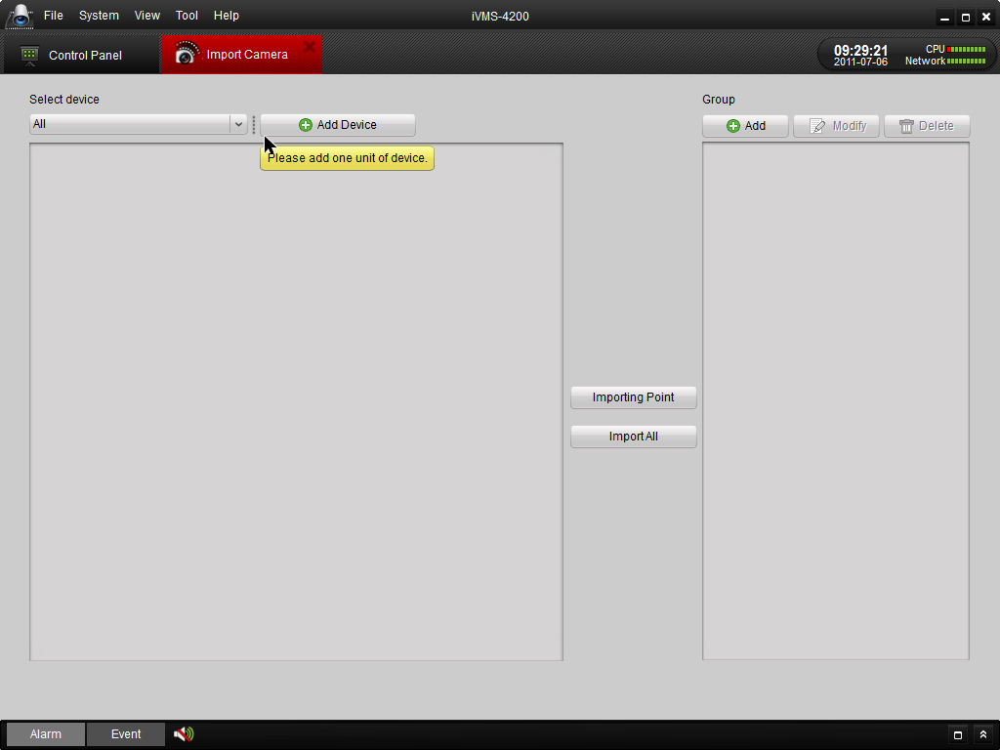 File System View Tool Help
iVMS-4200
Control Panel
Import Camera
09:29:21
2011-07-06
CPU
Network
Select device
Group
All
Add Device
Add
Modify
Delete
Please add one unit of device.
Importing Point
Import All
Alarm
Event